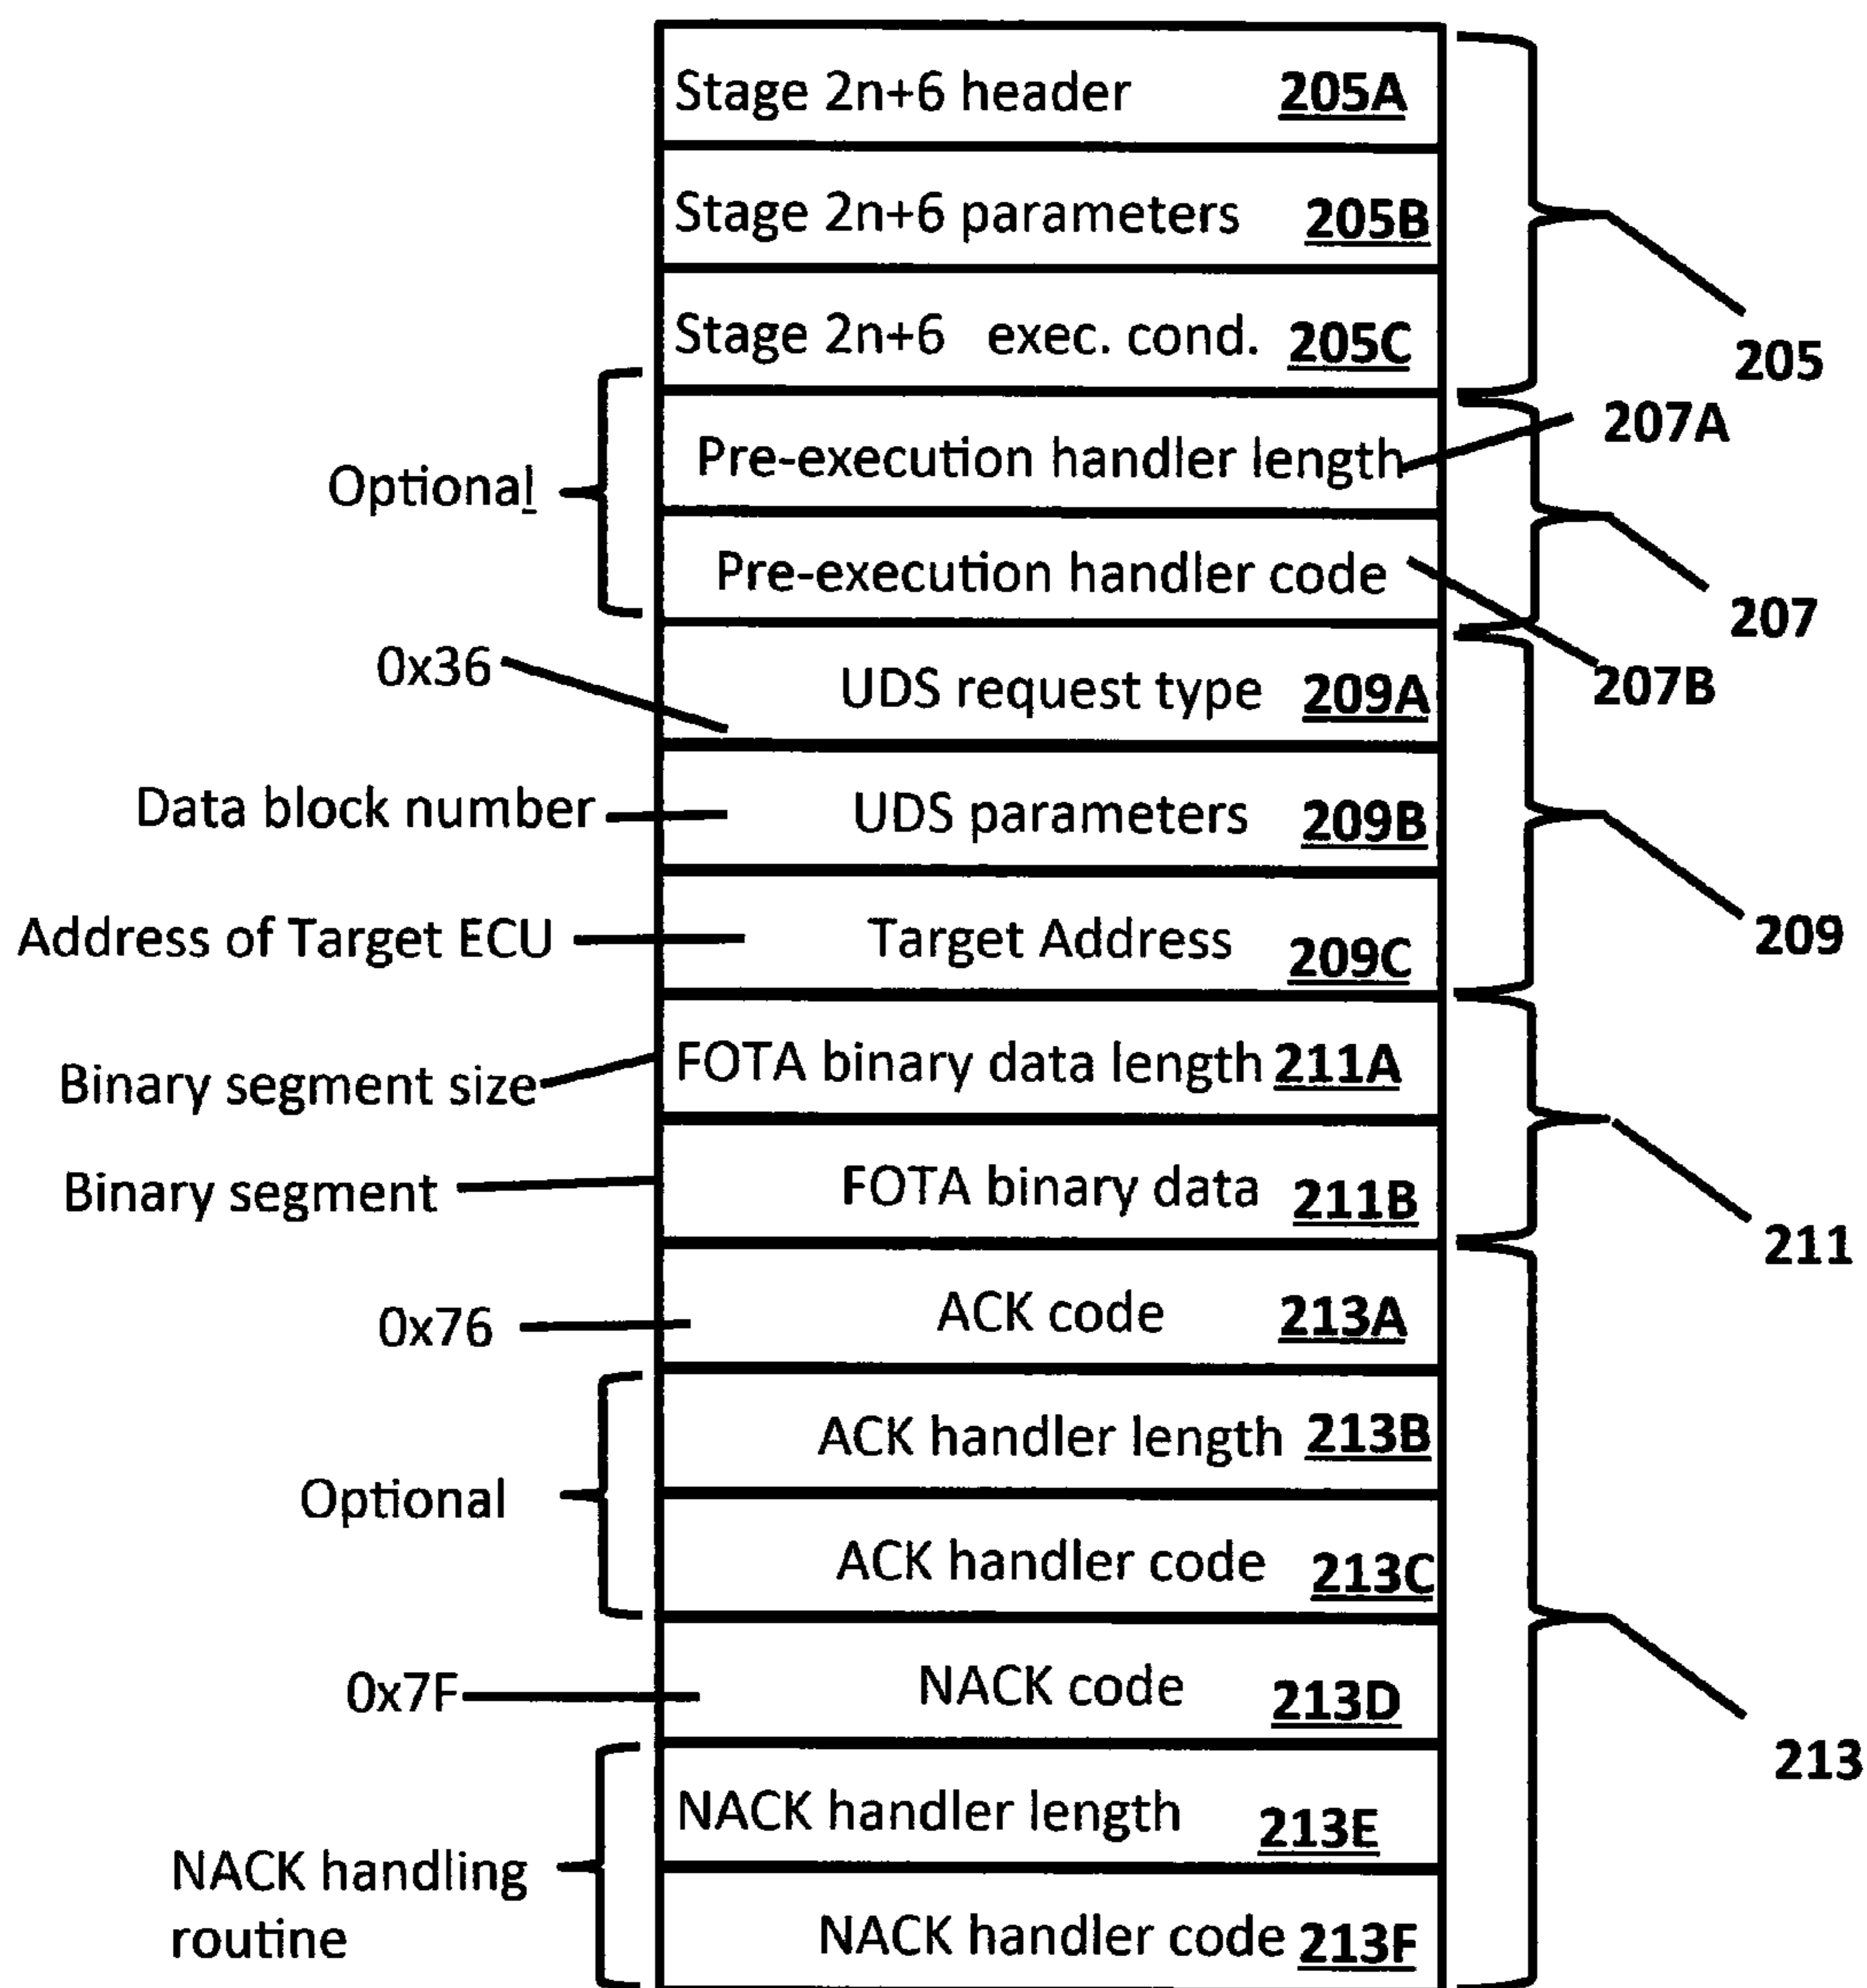 Stage 2n+6 header 205A
Stage 2n+6 parameters 205B
Stage 2n+6 exec. cond. 205C
205
Optional
Pre-execution handler length
207A
Pre-execution handler code
207
207B
0x36
UDS request type 209A
Data block number
UDS parameters 209B
Address of Target ECU
Target Address 209C
209
Binary segment size
FOTA binary data length 211A
Binary segment
FOTA binary data 211B
211
0x76
ACK code 213A
Optional
ACK handler length 213B
ACK handler code 213C
0x7F
NACK code 213D
213
NACK handling
routine
NACK handler length 213E
NACK handler code 213F